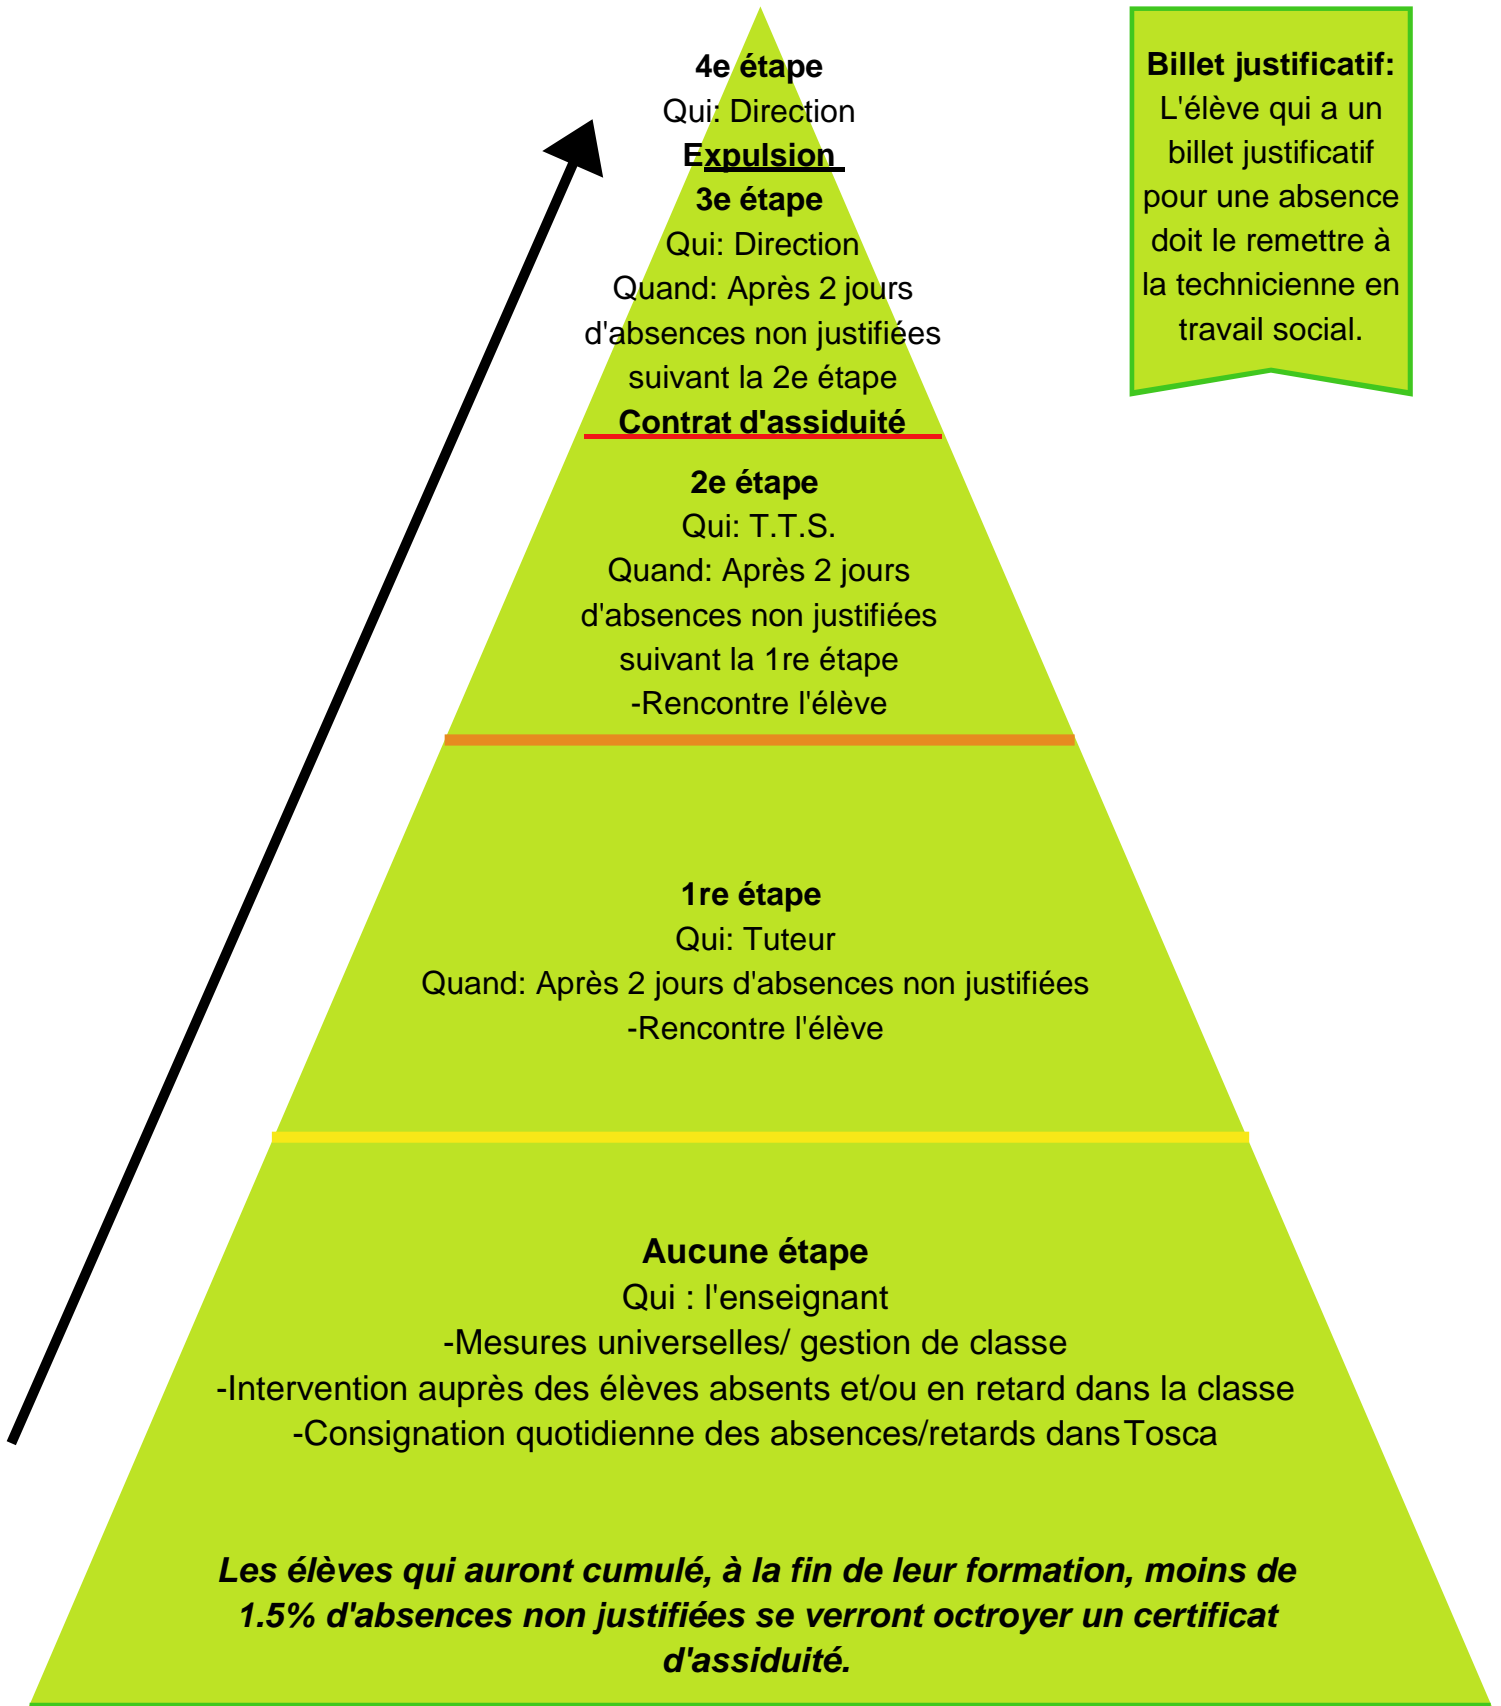 4e étape
Qui: Direction
Expulsion
3e étape
Qui: Direction
Quand: Après 2 jours
d'absences non justifiées
suivant la 2e étape
Contrat d'assiduité
2e étape
Qui: T.T.S.
Quand: Après 2 jours
d'absences non justifiées
suivant la 1re étape
-Rencontre l'élève
1re étape
Qui: Tuteur
Quand: Après 2 jours d'absences non justifiées
-Rencontre l'élève
Aucune étape
Qui : l'enseignant
-Mesures universelles/ gestion de classe
-Intervention auprès des élèves absents et/ou en retard dans la classe
-Consignation quotidienne des absences/retards dans Tosca
Les élèves qui auront cumulé, à la fin de leur formation, moins de
1.5% d'absences non justifiées se verront octroyer un certificat
d'assiduité.
Billet justificatif:
L'élève qui a un
billet justificatif
pour une absence
doit le remettre à
la technicienne en
travail social.